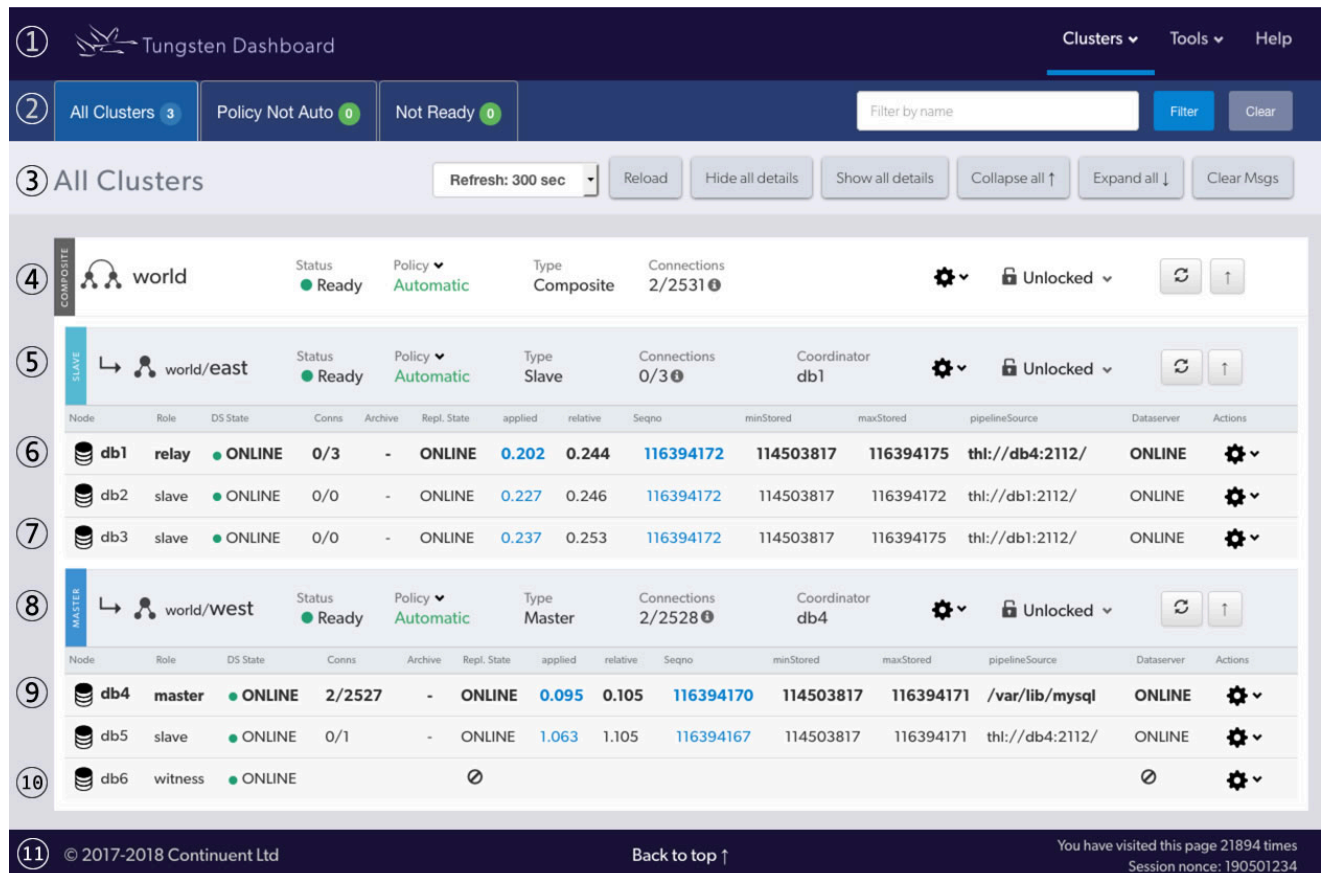 ① Tungsten Dashboard Clusters Tools Help
② All Clusters 3 Policy Not Auto 0 Not Ready 0 Filter by name Filter Clear
③ All Clusters Refresh: 300 sec Reload Hide all details Show all details Collapse all ↑ Expand all ↓ Clear Msgs
COMPOSITE
Status Policy Type Connections
④ world Ready Automatic Composite 2/2531 Unlocked ↑
SLAVE
Status Policy Type Connections Coordinator
⑤ world/east Ready Automatic Slave 0/3 db1 Unlocked ↑
Node Role DS State Conns Archive Repl. State applied relative Seqno minStored maxStored pipelineSource Dataserver Actions
⑥ db1 relay ONLINE 0/3 - ONLINE 0.202 0.244 116394172 114503817 116394175 thl://db4:2112/ ONLINE
db2 slave ONLINE 0/0 - ONLINE 0.227 0.246 116394172 114503817 116394172 thl://db1:2112/ ONLINE
⑦ db3 slave ONLINE 0/0 - ONLINE 0.237 0.253 116394172 114503817 116394175 thl://db1:2112/ ONLINE
MASTER
Status Policy Type Connections Coordinator
⑧ world/west Ready Automatic Master 2/2528 db4 Unlocked ↑
Node Role DS State Conns Archive Repl. State applied relative Seqno minStored maxStored pipelineSource Dataserver Actions
⑨ db4 master ONLINE 2/2527 - ONLINE 0.095 0.105 116394170 114503817 116394171 /var/lib/mysql ONLINE
db5 slave ONLINE 0/1 - ONLINE 1.063 1.105 116394167 114503817 116394171 thl://db4:2112/ ONLINE
⑩ db6 witness ONLINE
⑪ © 2017-2018 Continuent Ltd Back to top ↑ You have visited this page 21894 times
Session nonce: 190501234